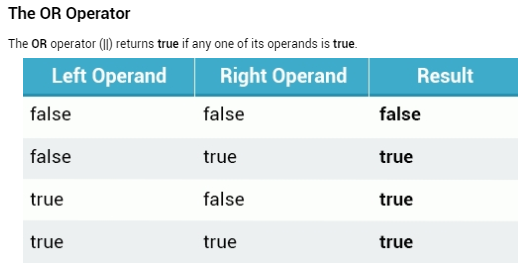 The OR Operator
The OR operator (||) returns true if any one of its operands is true.
Left Operand Right Operand Result
false false false
false true true
true false true
true true true